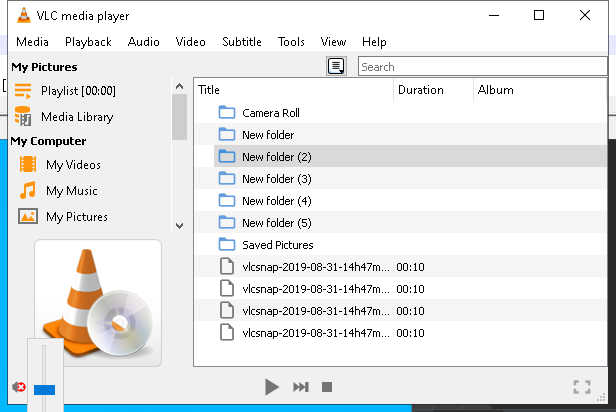 VLC media player
Media Playback Audio Video Subtitle Tools View Help
My Pictures
Search
Playlist [00:00]
Media Library
My Computer
My Videos
My Music
My Pictures
Title Duration Album
Camera Roll
New folder
New folder (2)
New folder (3)
New folder (4)
New folder (5)
Saved Pictures
vlcsnap-2019-08-31-14h47m... 00:10
vlcsnap-2019-08-31-14h47m... 00:10
vlcsnap-2019-08-31-14h47m... 00:10
vlcsnap-2019-08-31-14h47m... 00:10